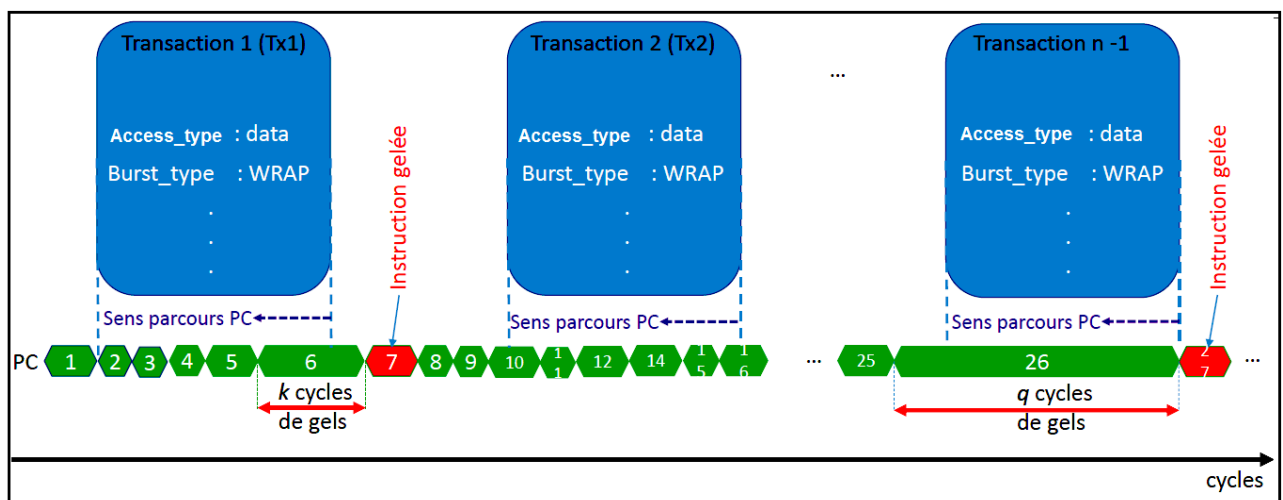 Transaction 1 (Tx1)
Transaction 2 (Tx2)
Transaction n -1
...
Access_type : data
Burst_type : WRAP
.
.
.
Access_type : data
Burst_type : WRAP
.
.
.
Access_type : data
Burst_type : WRAP
.
.
.
Instruction gelée
Instruction gelée
Sens parcours PC
Sens parcours PC
Sens parcours PC
PC 1 2 3 4 5 6 7 8 9 10 11 12 14 15 16 ... 25 26 27 ...
k cycles
de gels
q cycles
de gels
cycles